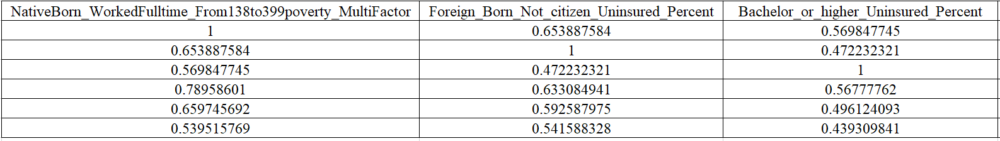 NativeBorn_WorkedFulltime_From138to399poverty_MultiFactor Foreign_Born_Not_citizen_Uninsured_Percent Bachelor_or_higher_Uninsured_Percent
1 0.653887584 0.569847745
0.653887584 1 0.472232321
0.569847745 0.472232321 1
0.78958601 0.633084941 0.56777762
0.659745692 0.592587975 0.496124093
0.539515769 0.541588328 0.439309841